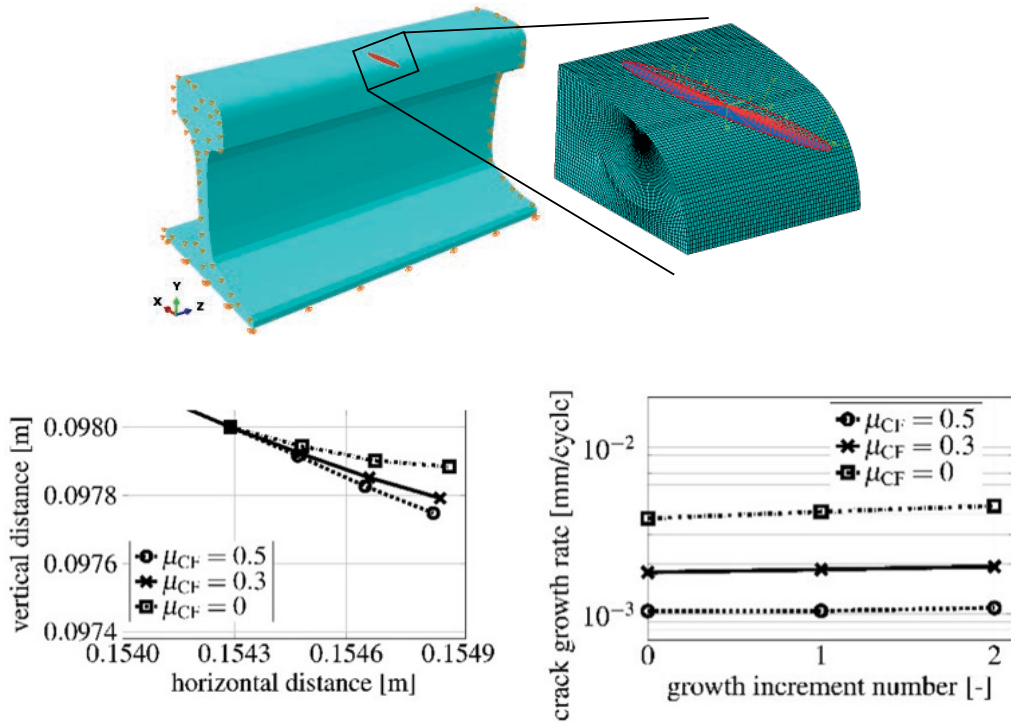 Y
X
Z
vertical distance [m]
0.0980
0.0978
0.0976
0.0974
μCF = 0.5
μCF = 0.3
μCF = 0
0.1540
0.1543
0.1546
0.1549
horizontal distance [m]
crack growth rate [mm/cycle]
10⁻²
10⁻³
μCF = 0.5
μCF = 0.3
μCF = 0
0
1
2
growth increment number [-]